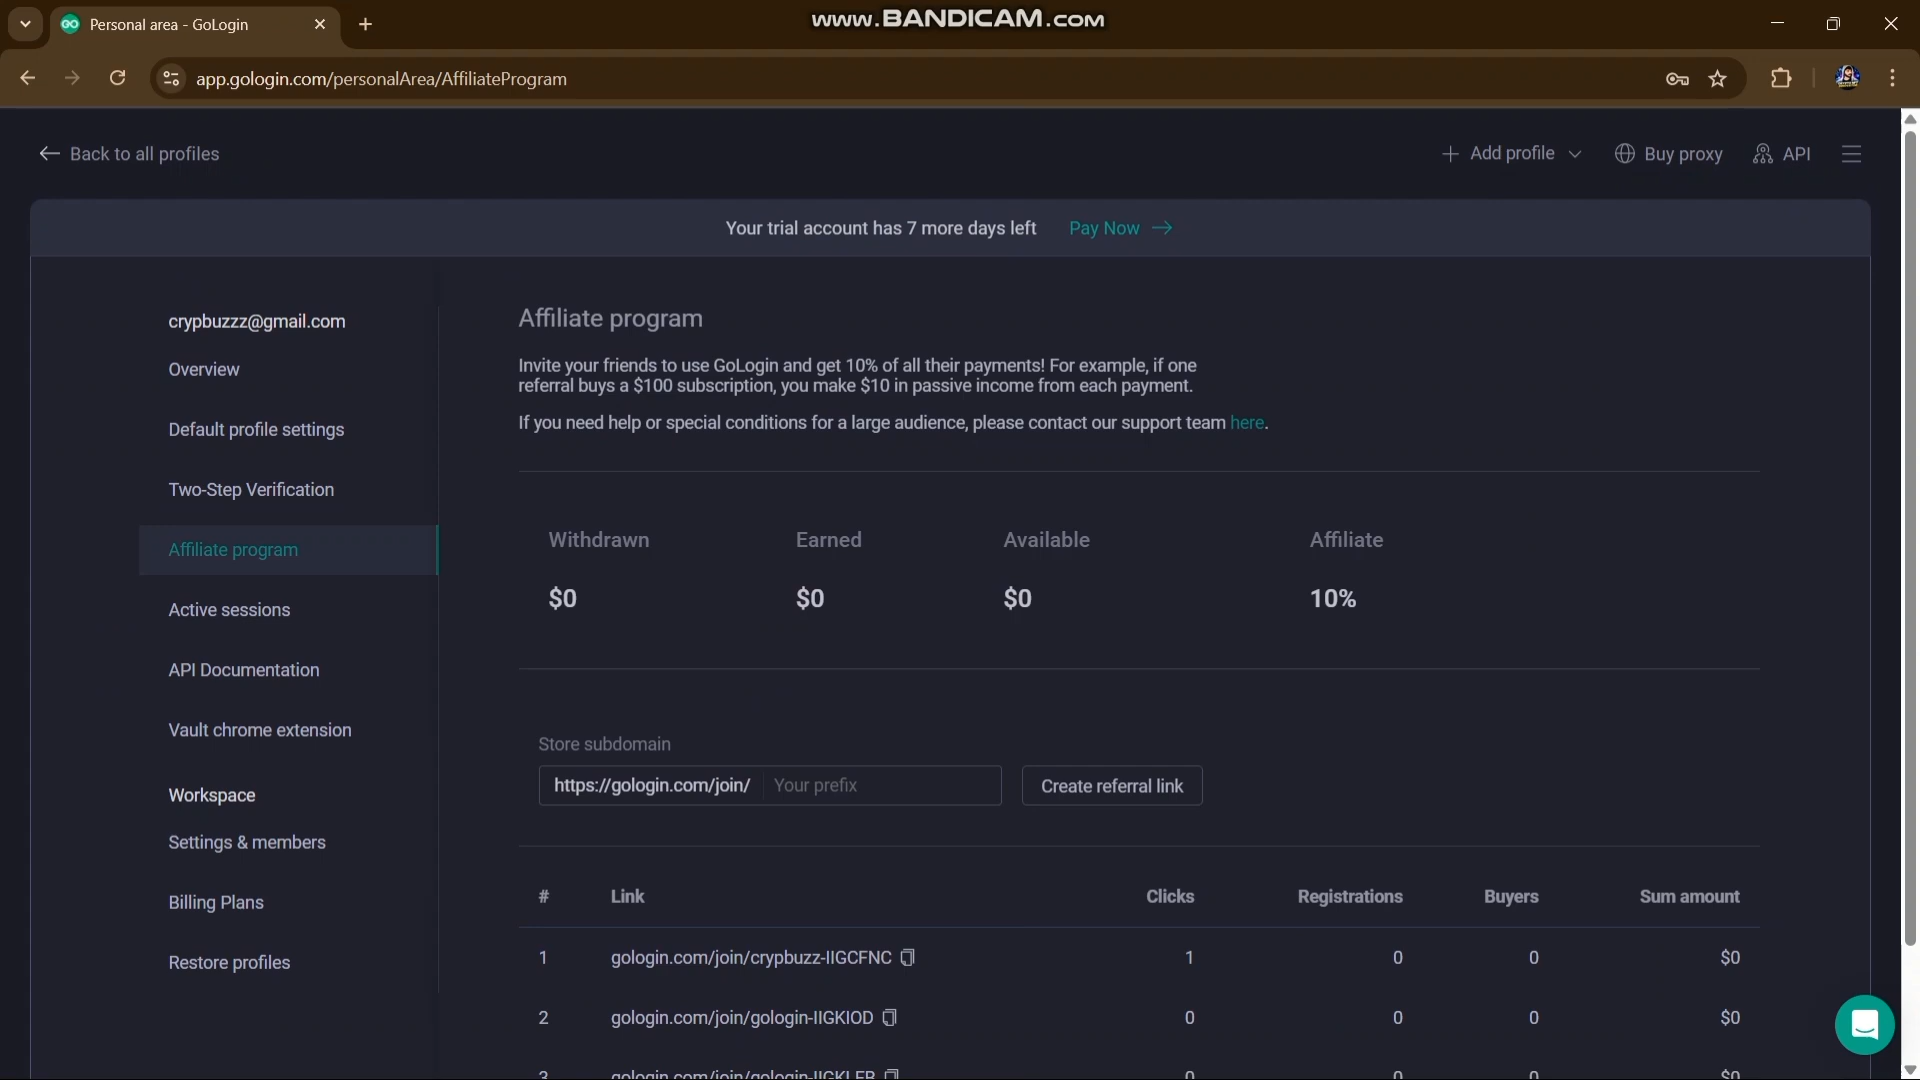 Personal area - GoLogin
www.BANDICAM.com
app.gologin.com/personalArea/AffiliateProgram
Back to all profiles
Add profile
Buy proxy
API
Your trial account has 7 more days left
Pay Now
crypbuzzz@gmail.com
Overview
Default profile settings
Two-Step Verification
Affiliate program
Active sessions
API Documentation
Vault chrome extension
Workspace
Settings & members
Billing Plans
Restore profiles
Affiliate program
Invite your friends to use GoLogin and get 10% of all their payments! For example, if one
referral buys a $100 subscription, you make $10 in passive income from each payment.
If you need help or special conditions for a large audience, please contact our support team here.
Withdrawn Earned Available Affiliate
$0 $0 $0 10%
Store subdomain
https://gologin.com/join/ Your prefix Create referral link
# Link Clicks Registrations Buyers Sum amount
1 gologin.com/join/crypbuzz-IIGCFNC 1 0 0 $0
2 gologin.com/join/gologin-IIGKIOD 0 0 0 $0
3 0 0 0 $0